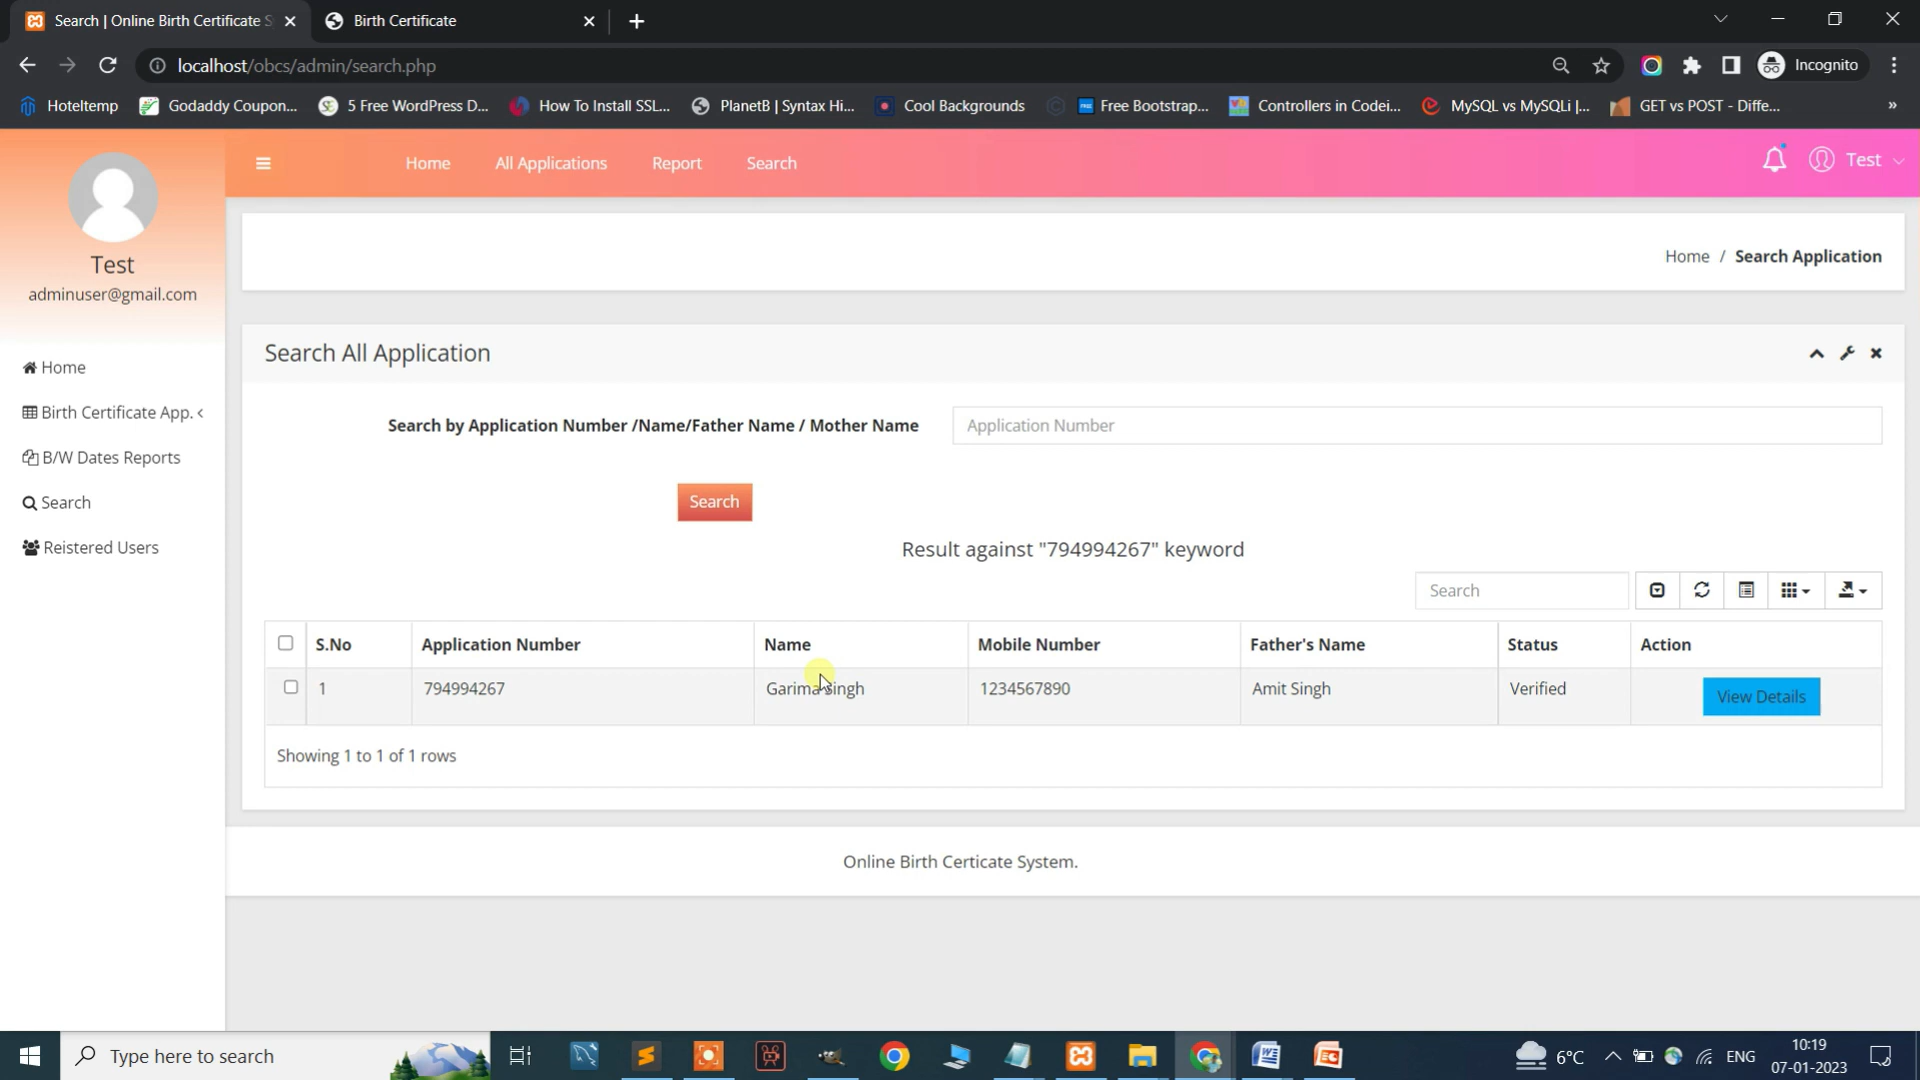 Search | Online Birth Certificate S
Birth Certificate
localhost/obcs/admin/search.php
Incognito
Hoteltemp
Godaddy Coupon...
5 Free WordPress D...
How To Install SSL...
PlanetB | Syntax Hi...
Cool Backgrounds
Free Bootstrap...
Controllers in Codei...
MySQL vs MySQLi |...
GET vs POST - Diffe...
»
Home
All Applications
Report
Search
Test
Test
adminuser@gmail.com
Home / Search Application
Home
Birth Certificate App. <
B/W Dates Reports
Search
Reistered Users
Search All Application
Search by Application Number /Name/Father Name / Mother Name
Application Number
Search
Result against "794994267" keyword
Search
S.No Application Number Name Mobile Number Father's Name Status Action
1 794994267 Garima Singh 1234567890 Amit Singh Verified View Details
Showing 1 to 1 of 1 rows
Online Birth Certicate System.
Type here to search
6°C
ENG
10:19
07-01-2023